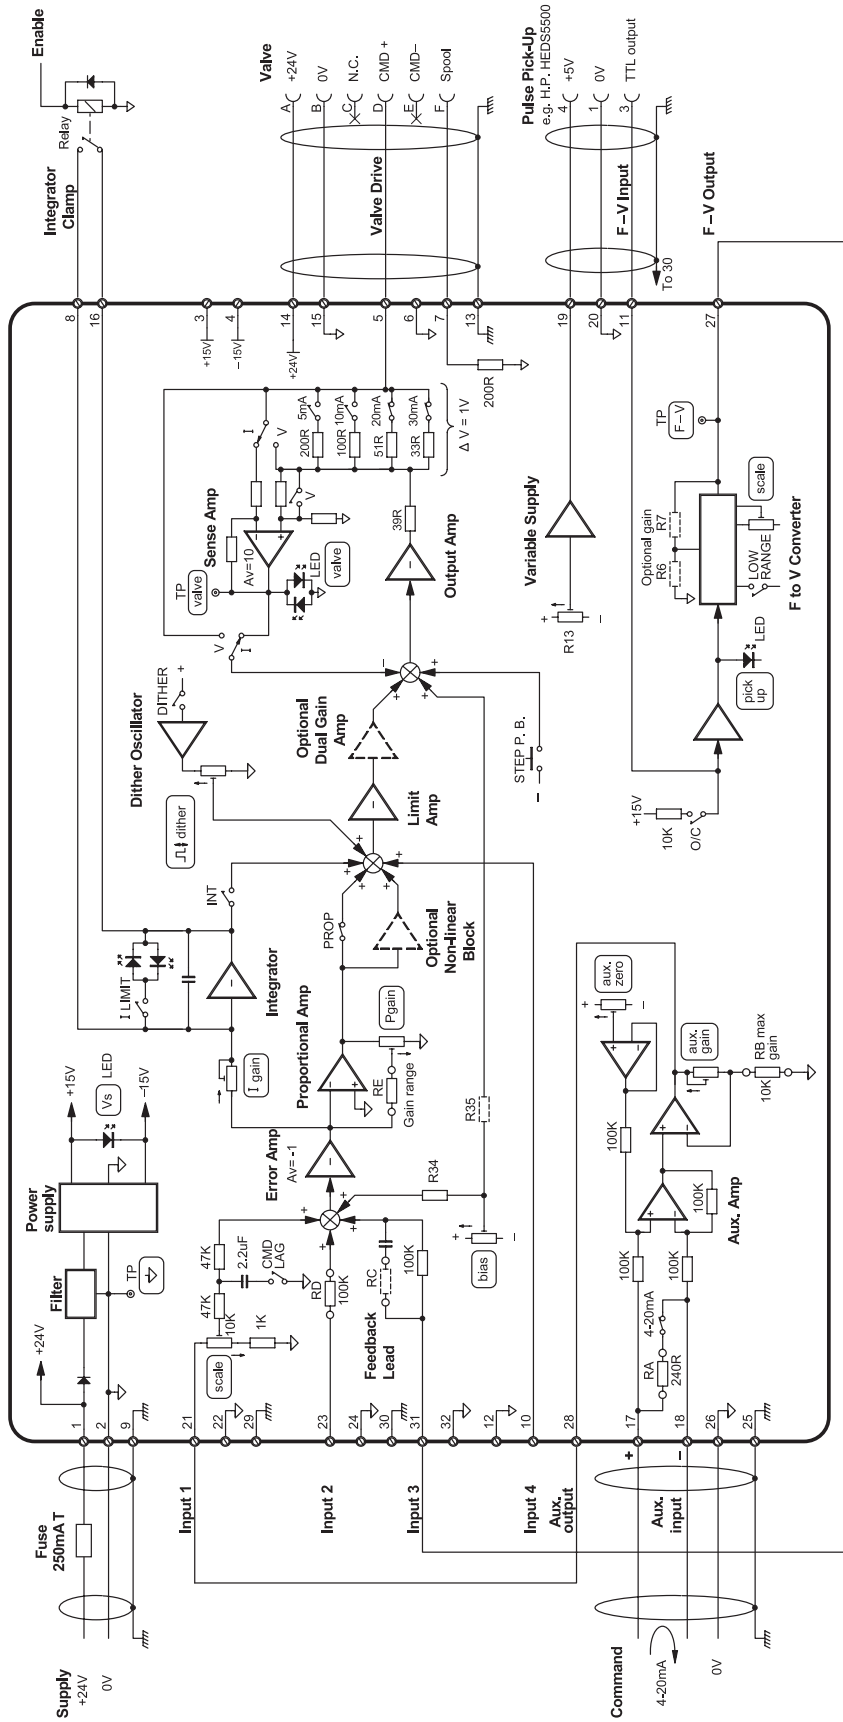 Supply
+24V
0V
Fuse
250mA T
1
2
9
+24V
Filter
TP
Power
supply
+15V
LED
Vs
–15V
Input 1
21
22
29
scale
10K
1K
47K
47K
2.2uF
CMD
LAG
Input 2
23
24
30
RD
100K
Feedback
Lead
RC
100K
Input 3
31
32
12
Input 4
10
Aux.
output
28
Error Amp
Av= -1
R34
bias
+
–
R35
I gain
I LIMIT
Integrator
INT
Proportional Amp
Pgain
RE
Gain range
PROP
Optional
Non-linear
Block
Limit
Amp
Optional
Dual Gain
Amp
Dither Oscillator
DITHER
+
dither
STEP P. B.
–
V
I
TP
valve
Sense Amp
Av=10
LED
valve
V
I
V
200R
5mA
100R
10mA
51R
20mA
33R
30mA
Δ V = 1V
39R
Output Amp
Integrator
Clamp
8
16
Relay
Enable
3
+15V
4
–15V
14
+24V
15
5
6
7
13
200R
Valve Drive
Valve
A
+24V
B
0V
C
N.C.
D
CMD +
E
CMD–
F
Spool
Variable Supply
+
R13
–
19
20
11
Pulse Pick-Up
e.g. H.P. HEDS5500
4
+5V
1
0V
3
TTL output
F – V Input
To 30
F – V Output
27
TP
F – V
Optional gain
R6
R7
scale
LOW
RANGE
F to V Converter
LED
pick
up
+15V
10K
O/C
Command
4-20mA
0V
Aux.
input
+
–
17
18
26
25
RA
240R
4-20mA
100K
100K
100K
100K
Aux. Amp
aux.
zero
+
–
aux.
gain
10K
RB max
gain